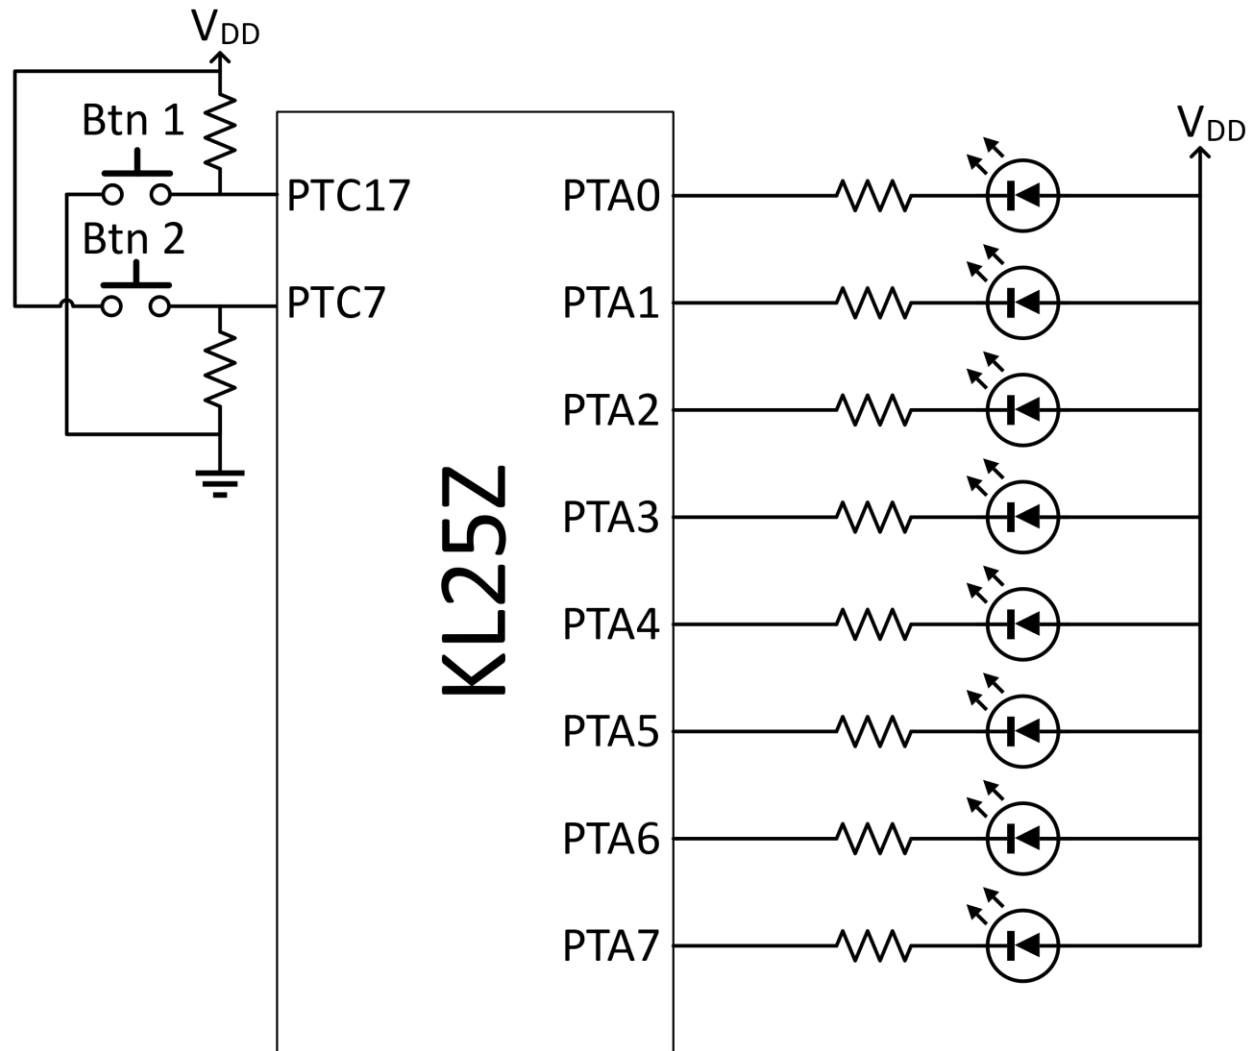 VDD
Btn 1
VDD
PTC17
PTA0
Btn 2
PTC7
PTA1
PTA2
KL25Z
PTA3
PTA4
PTA5
PTA6
PTA7